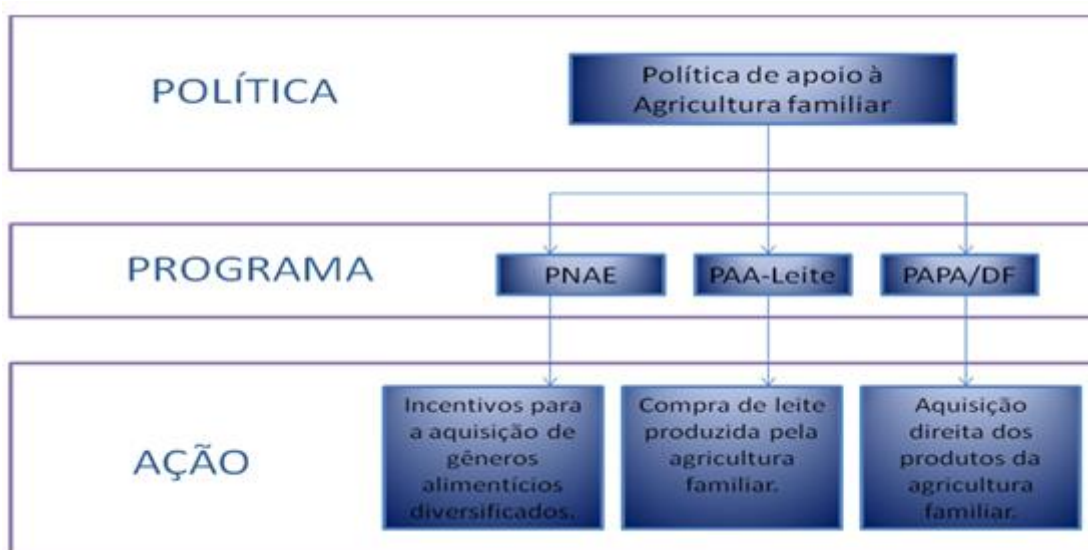 POLÍTICA
Política de apoio à
Agricultura familiar
PROGRAMA
PNAE
PAA-Leite
PAPA/DF
AÇÃO
Incentivos para
a aquisição de
gêneros
alimentícios
diversificados.
Compra de leite
produzida pela
agricultura
familiar.
Aquisição
direta dos
produtos da
agricultura
familiar.